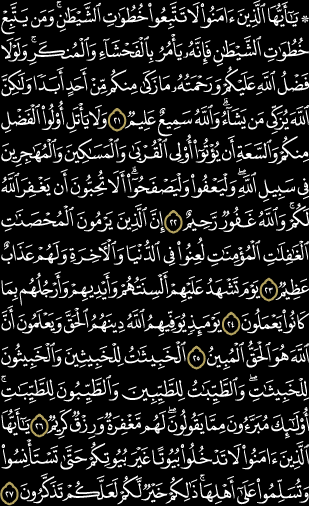 ۞ يَـٰٓأَيُّهَا ٱلَّذِينَ ءَامَنُوا۟ لَا تَتَّبِعُوا۟ خُطُوَٰتِ ٱلشَّيْطَـٰنِ ۚ وَمَن يَتَّبِعْ
خُطُوَٰتِ ٱلشَّيْطَـٰنِ فَإِنَّهُۥ يَأْمُرُ بِٱلْفَحْشَآءِ وَٱلْمُنكَرِ ۚ وَلَوْلَا
فَضْلُ ٱللَّهِ عَلَيْكُمْ وَرَحْمَتُهُۥ مَا زَكَىٰ مِنكُم مِّنْ أَحَدٍ أَبَدًا وَلَـٰكِنَّ
ٱللَّهَ يُزَكِّى مَن يَشَآءُ ۗ وَٱللَّهُ سَمِيعٌ عَلِيمٌ ٢١ وَلَا يَأْتَلِ أُو۟لُوا۟ ٱلْفَضْلِ
مِنكُمْ وَٱلسَّعَةِ أَن يُؤْتُوٓا۟ أُو۟لِى ٱلْقُرْبَىٰ وَٱلْمَسَـٰكِينَ وَٱلْمُهَـٰجِرِينَ
فِى سَبِيلِ ٱللَّهِ ۖ وَلْيَعْفُوا۟ وَلْيَصْفَحُوٓا۟ ۗ أَلَا تُحِبُّونَ أَن يَغْفِرَ ٱللَّهُ
لَكُمْ ۗ وَٱللَّهُ غَفُورٌ رَّحِيمٌ ٢٢ إِنَّ ٱلَّذِينَ يَرْمُونَ ٱلْمُحْصَنَـٰتِ
ٱلْغَـٰفِلَـٰتِ ٱلْمُؤْمِنَـٰتِ لُعِنُوا۟ فِى ٱلدُّنْيَا وَٱلْـَٔاخِرَةِ وَلَهُمْ عَذَابٌ
عَظِيمٌ ٢٣ يَوْمَ تَشْهَدُ عَلَيْهِمْ أَلْسِنَتُهُمْ وَأَيْدِيهِمْ وَأَرْجُلُهُم بِمَا
كَانُوا۟ يَعْمَلُونَ ٢٤ يَوْمَئِذٍ يُوَفِّيهِمُ ٱللَّهُ دِينَهُمُ ٱلْحَقَّ وَيَعْلَمُونَ أَنَّ
ٱللَّهَ هُوَ ٱلْحَقُّ ٱلْمُبِينُ ٢٥ ٱلْخَبِيثَـٰتُ لِلْخَبِيثِينَ وَٱلْخَبِيثُونَ
لِلْخَبِيثَـٰتِ ۖ وَٱلطَّيِّبَـٰتُ لِلطَّيِّبِينَ وَٱلطَّيِّبُونَ لِلطَّيِّبَـٰتِ ۚ
أُو۟لَـٰٓئِكَ مُبَرَّءُونَ مِمَّا يَقُولُونَ ۖ لَهُم مَّغْفِرَةٌ وَرِزْقٌ كَرِيمٌ ٢٦ يَـٰٓأَيُّهَا
ٱلَّذِينَ ءَامَنُوا۟ لَا تَدْخُلُوا۟ بُيُوتًا غَيْرَ بُيُوتِكُمْ حَتَّىٰ تَسْتَأْنِسُوا۟
وَتُسَلِّمُوا۟ عَلَىٰٓ أَهْلِهَا ۚ ذَٰلِكُمْ خَيْرٌ لَّكُمْ لَعَلَّكُمْ تَذَكَّرُونَ ٢٧